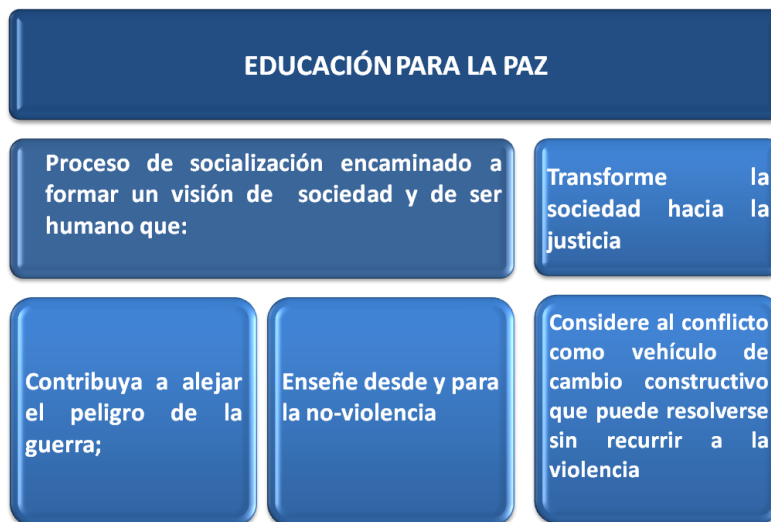 EDUCACIÓN PARA LA PAZ
Proceso de socialización encaminado a
formar un visión de sociedad y de ser
humano que:
Transforme la
sociedad hacia la
justicia
Contribuya a alejar
el peligro de la
guerra;
Enseñe desde y para
la no-violencia
Considere al conflicto
como vehículo de
cambio constructivo
que puede resolverse
sin recurrir a la
violencia